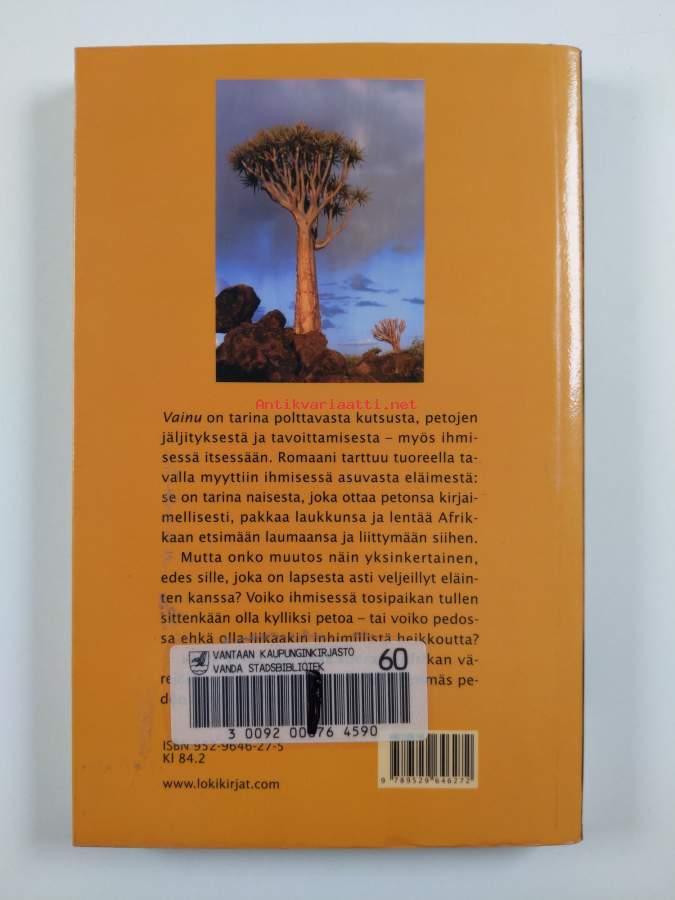 Antikvariaatti.net
Vainu on tarina polttavasta kutsusta, petojen
jäljityksestä ja tavoittamisesta – myös ihmi-
sessä itsessään. Romaani tarttuu tuoreella ta-
valla myyttiin ihmisessä asuvasta eläimestä:
se on tarina naisesta, joka ottaa petonsa kirjai-
mellisesti, pakkaa laukkunsa ja lentää Afrik-
kaan etsimään laumaansa ja liittymään siihen.
Mutta onko muutos näin yksinkertainen,
edes sille, joka on lapsesta asti veljeillyt eläin-
ten kanssa? Voiko ihmisessä tosipaikan tullen
sittenkään olla kylliksi petoa – tai voiko pedos-
sa ehkä olla liikaakin inhimillistä heikkoutta?
VANTAAN KAUPUNGINKIRJASTO
VANDA STADSBIBLIOTEK
60
3 0092 00 76 4590
ISBN 952-9646-27-5
Kl 84.2
www.lokikirjat.com
9 789529 646272